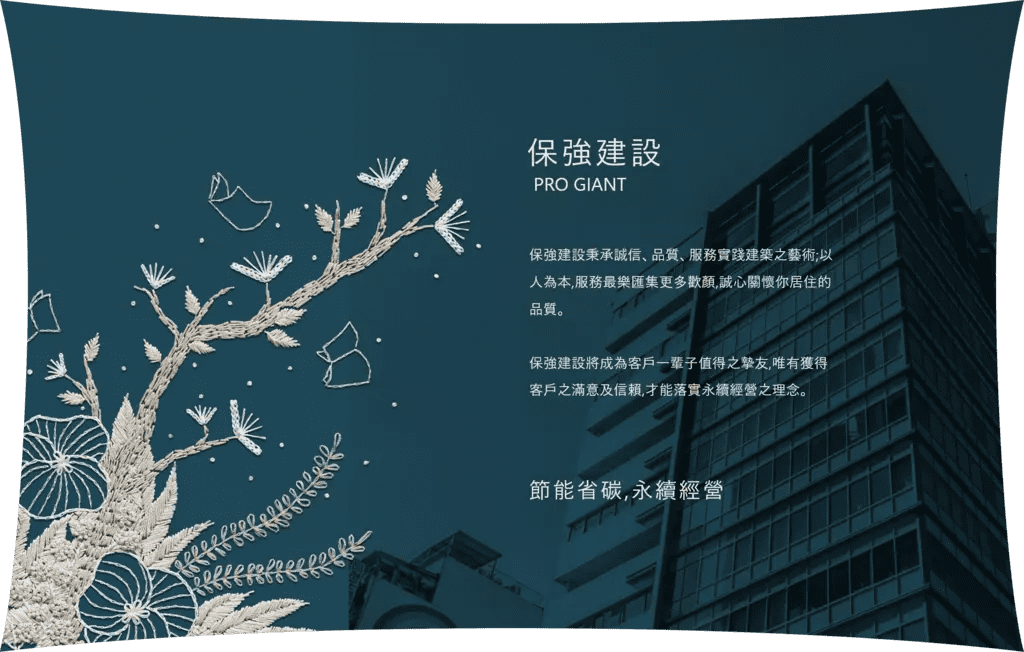 保強建設
PRO GIANT
保強建設秉承誠信、品質、服務實踐建築之藝術;以
人為本,服務最樂匯集更多歡顏,誠心關懷你居住的
品質。
保強建設將成為客戶一輩子值得之摯友,唯有獲得
客戶之滿意及信賴,才能落實永續經營之理念。
節能省碳,永續經營